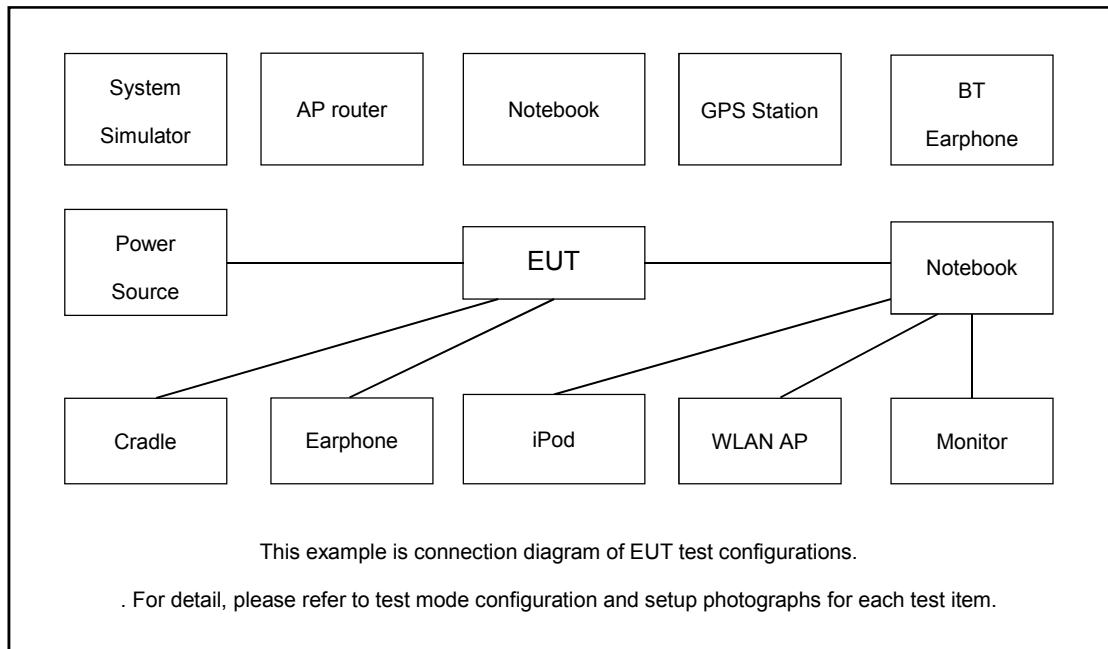 System
Simulator
AP router
Notebook
GPS Station
BT
Earphone
Power
Source
EUT
Notebook
Cradle
Earphone
iPod
WLAN AP
Monitor
This example is connection diagram of EUT test configurations.
. For detail, please refer to test mode configuration and setup photographs for each test item.